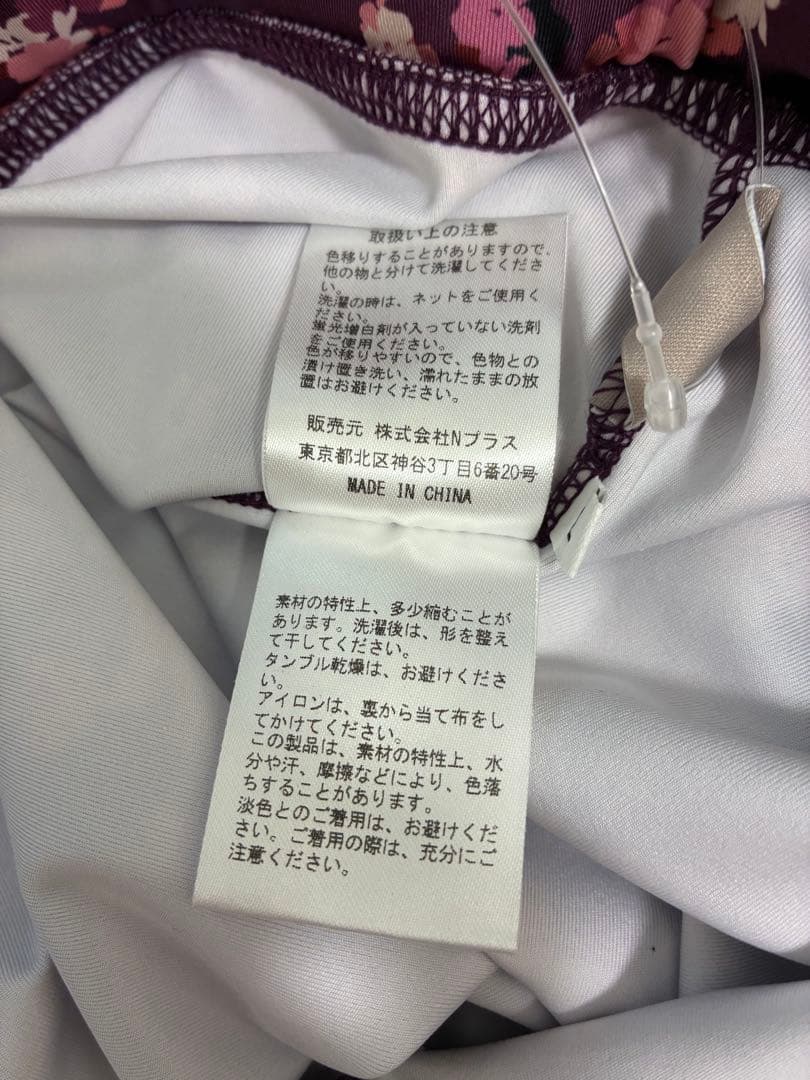 取扱い上の注意
色移りすることがありますので、
他の物と分けて洗濯してくださ
い。
洗濯の時は、ネットをご使用く
ださい。
蛍光増白剤が入っていない洗剤
をご使用ください。
色が移りやすいので、色物との
漬け置き洗い、濡れたままの放
置はお避けください。
販売元 株式会社Nプラス
東京都北区神谷3丁目6番20号
MADE IN CHINA
素材の特性上、多少縮むことが
あります。洗濯後は、形を整え
て干してください。
タンブル乾燥は、お避けくださ
い。
アイロンは、裏から当て布をし
てかけてください。
この製品は、素材の特性上、水
分や汗、摩擦などにより、色落
ちすることがあります。
淡色とのご着用は、お避けくだ
さい。ご着用の際は、充分にご
注意ください。